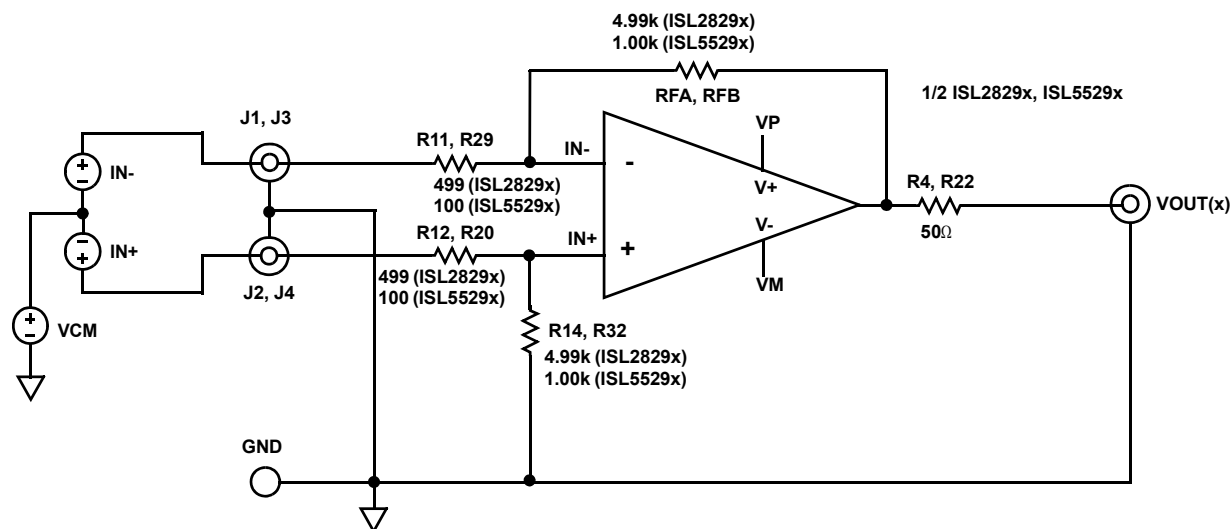 4.99k (ISL2829x)
1.00k (ISL5529x)
RFA, RFB
1/2 ISL2829x, ISL5529x
J1, J3
R11, R29
IN-
VP
IN-
-
V+
499 (ISL2829x)
100 (ISL5529x)
R4, R22
VOUT(x)
R12, R20
IN+
V-
50Ω
IN+
+
499 (ISL2829x)
100 (ISL5529x)
J2, J4
VM
VCM
R14, R32
4.99k (ISL2829x)
1.00k (ISL5529x)
GND